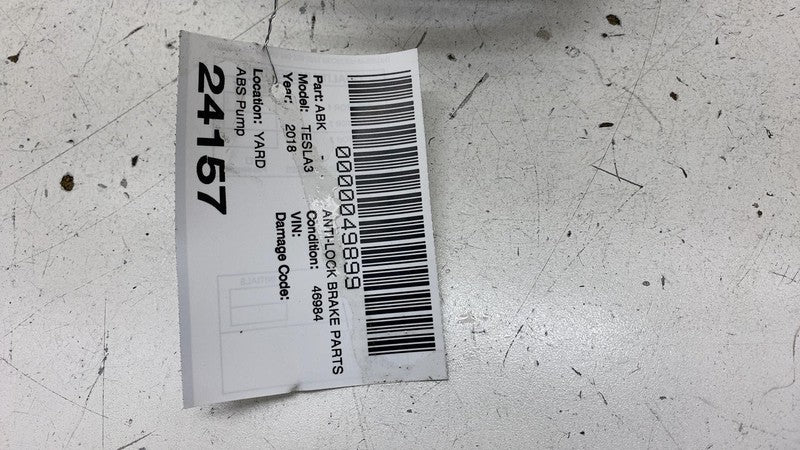 0000049899
Part: ABK - ANTI-LOCK BRAKE PARTS
Model: TESLA3 Condition: 46984
Year: 2018 VIN:
Damage Code:
Location: YARD
ABS Pump
24157